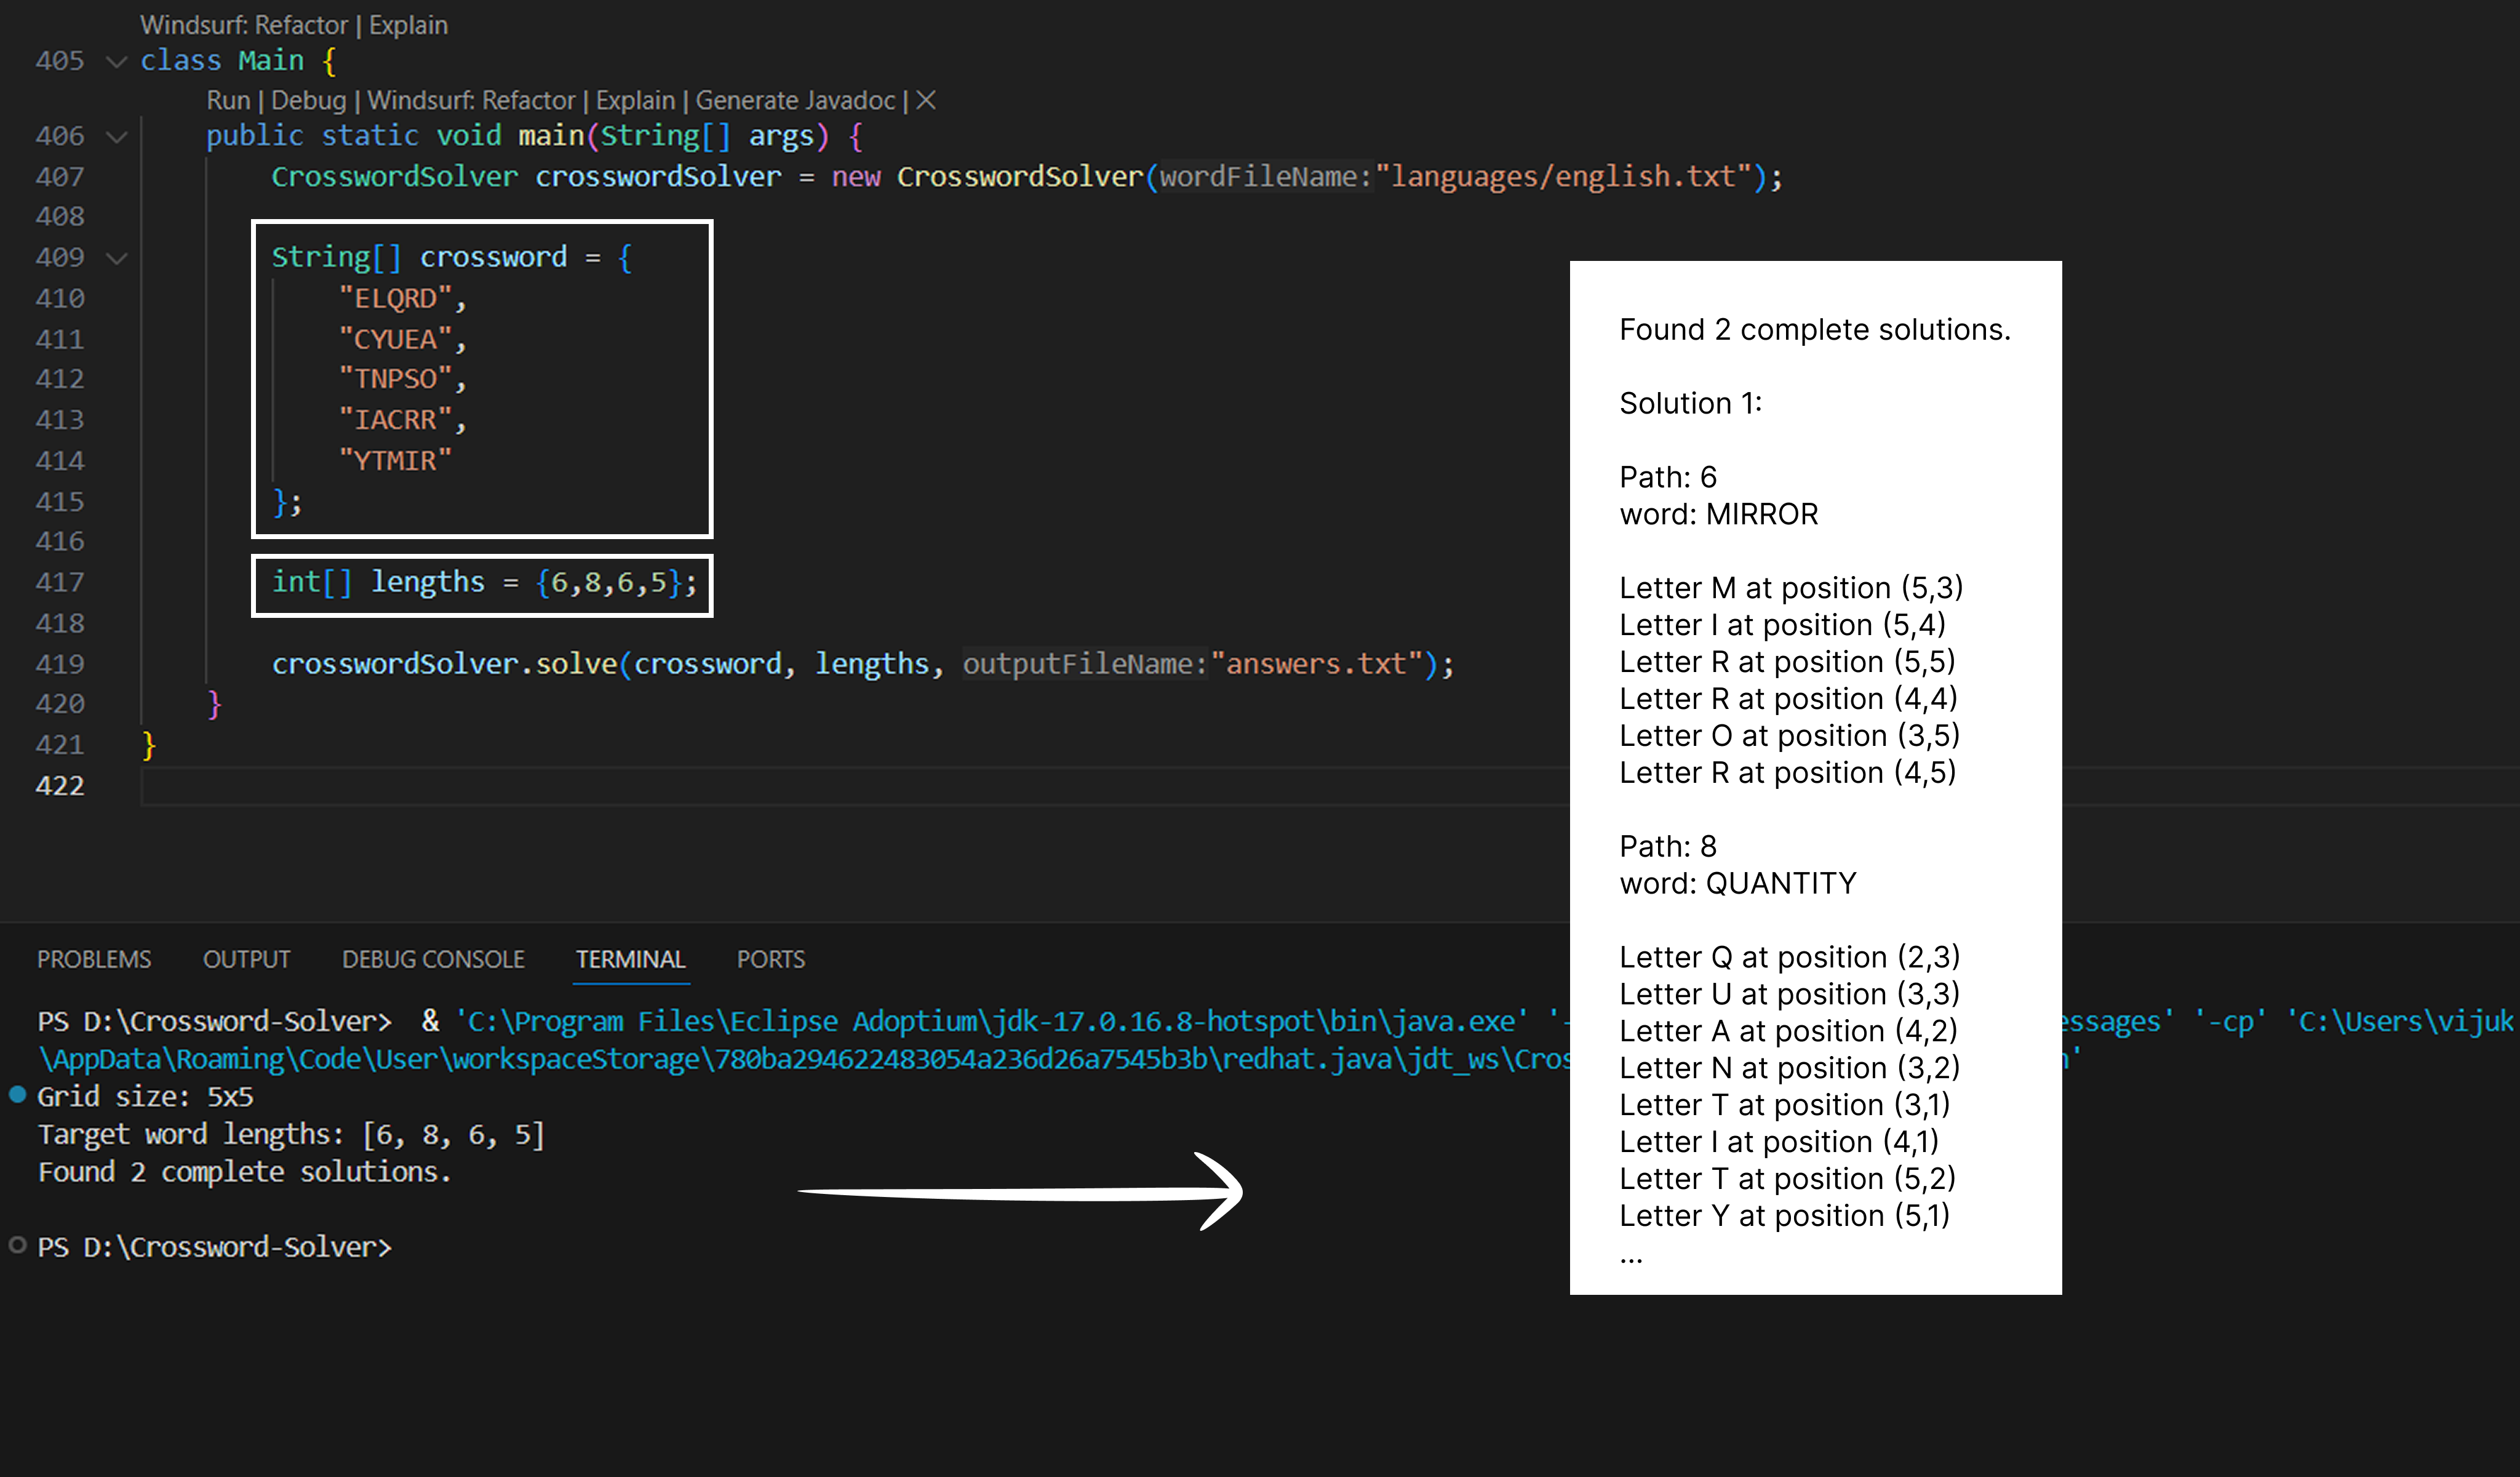 Windsurf: Refactor | Explain
405 class Main {
Run | Debug | Windsurf: Refactor | Explain | Generate Javadoc | X
406 public static void main(String[] args) {
407 CrosswordSolver crosswordSolver = new CrosswordSolver(wordFileName:"languages/english.txt");
408
409 String[] crossword = {
410 "ELQRD",
411 "CYUEA",
412 "TNPSO",
413 "IACRR",
414 "YTMIR"
415 };
416
417 int[] lengths = {6,8,6,5};
418
419 crosswordSolver.solve(crossword, lengths, outputFileName:"answers.txt");
420 }
421 }
422
PROBLEMS OUTPUT DEBUG CONSOLE TERMINAL PORTS
PS D:\Crossword-Solver> & 'C:\Program Files\Eclipse Adoptium\jdk-17.0.16.8-hotspot\bin\java.exe' '- essages' '-cp' 'C:\Users\vijuk
\AppData\Roaming\Code\User\workspaceStorage\780ba294622483054a236d26a7545b3b\redhat.java\jdt_ws\Cros n'
Grid size: 5x5
Target word lengths: [6, 8, 6, 5]
Found 2 complete solutions.
PS D:\Crossword-Solver>
Found 2 complete solutions.
Solution 1:
Path: 6
word: MIRROR
Letter M at position (5,3)
Letter I at position (5,4)
Letter R at position (5,5)
Letter R at position (4,4)
Letter O at position (3,5)
Letter R at position (4,5)
Path: 8
word: QUANTITY
Letter Q at position (2,3)
Letter U at position (3,3)
Letter A at position (4,2)
Letter N at position (3,2)
Letter T at position (3,1)
Letter I at position (4,1)
Letter T at position (5,2)
Letter Y at position (5,1)
...